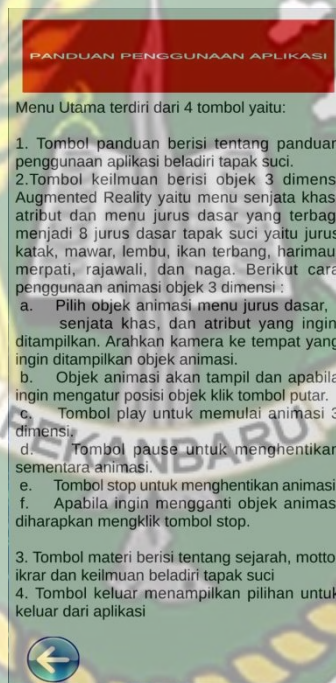 PANDUAN PENGGUNAAN APLIKASI
Menu Utama terdiri dari 4 tombol yaitu:
1. Tombol panduan berisi tentang panduan
penggunaan aplikasi beladiri tapak suci.
2.Tombol keilmuan berisi objek 3 dimensi
Augmented Reality yaitu menu senjata khas,
atribut dan menu jurus dasar yang terbagi
menjadi 8 jurus dasar tapak suci yaitu jurus
katak, mawar, lembu, ikan terbang, harimau,
merpati, rajawali, dan naga. Berikut cara
penggunaan animasi objek 3 dimensi :
a. Pilih objek animasi menu jurus dasar,
senjata khas, dan atribut yang ingin
ditampilkan. Arahkan kamera ke tempat yang
ingin ditampilkan objek animasi.
b. Objek animasi akan tampil dan apabila
ingin mengatur posisi objek klik tombol putar.
c. Tombol play untuk memulai animasi 3
dimensi.
d. Tombol pause untuk menghentikan
sementara animasi.
e. Tombol stop untuk menghentikan animasi
f. Apabila ingin mengganti objek animasi
diharapkan mengklik tombol stop.
3. Tombol materi berisi tentang sejarah, motto,
ikrar dan keilmuan beladiri tapak suci
4. Tombol keluar menampilkan pilihan untuk
keluar dari aplikasi
PEKANBARU